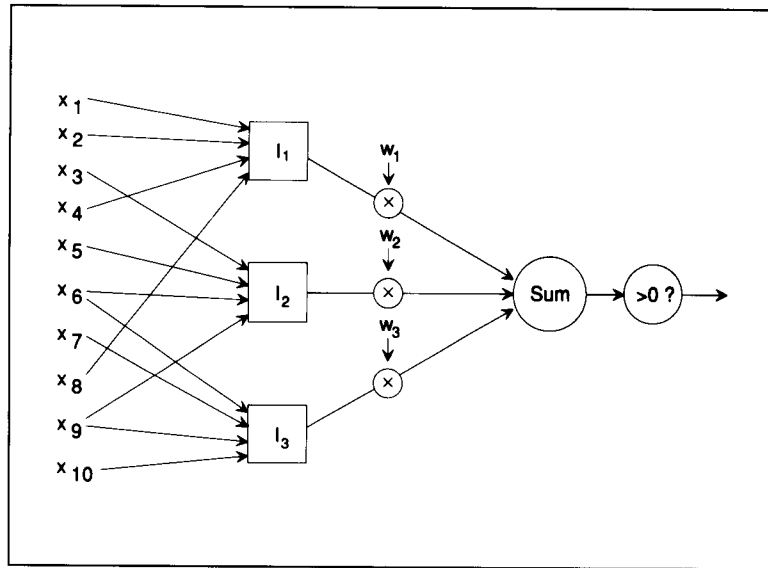 x1
x2
x3
x4
x5
x6
x7
x8
x9
x10
I1
I2
I3
w1
×
w2
×
w3
×
Sum
>0 ?